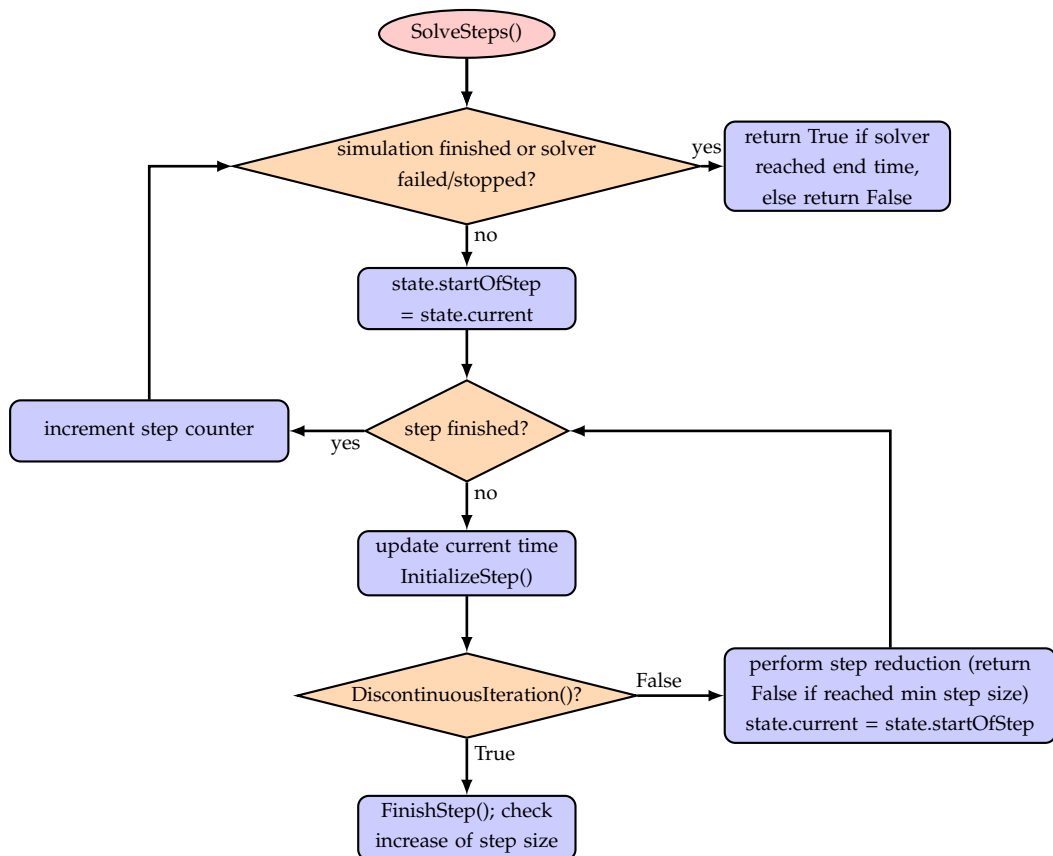 SolveSteps()
simulation finished or solver
failed/stopped?
yes
return True if solver
reached end time,
else return False
no
state.startOfStep
= state.current
step finished?
yes
increment step counter
no
update current time
InitializeStep()
DiscontinuousIteration()?
False
perform step reduction (return
False if reached min step size)
state.current = state.startOfStep
True
FinishStep(); check
increase of step size